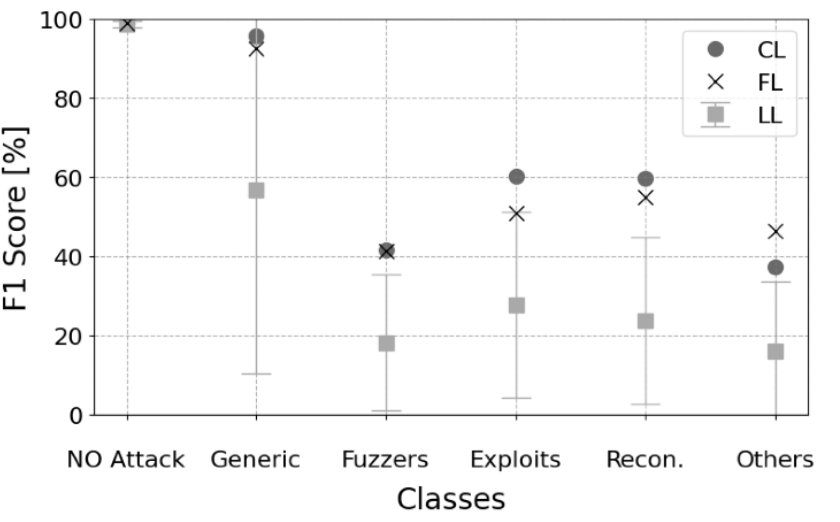 100
80
60
40
20
0
F1 Score [%]
CL
FL
LL
NO Attack Generic Fuzzers Exploits Recon. Others
Classes